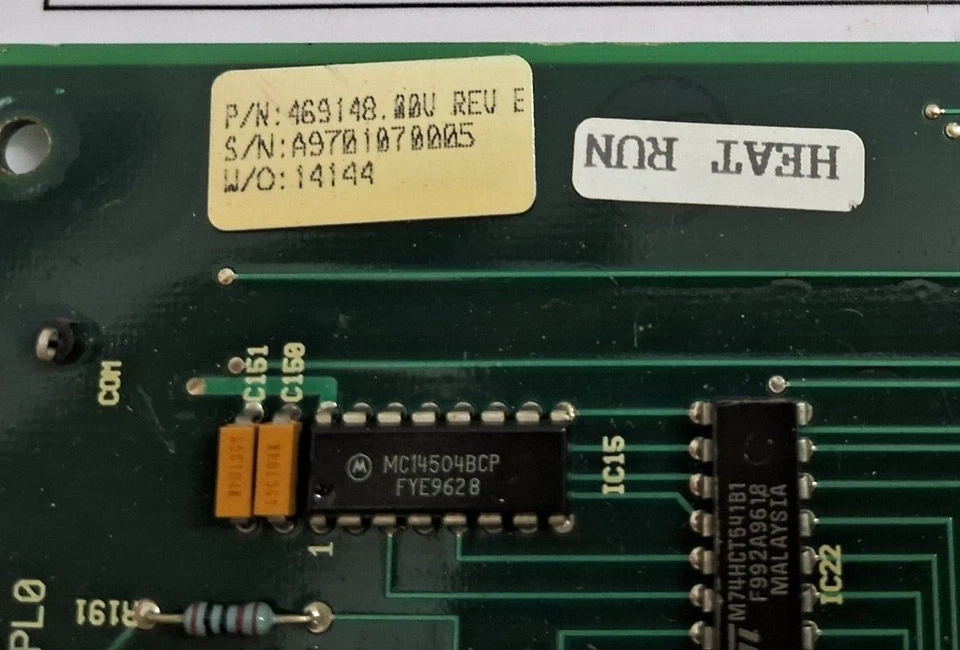 P/N:469148.00U REV E
S/N:A9701070005
W/O:14144
HEAT RUN
COM
C151
C150
MC14504BCP
FYE9628
IC15
1
M74HCT541B1
F992A9618
MALAYSIA
IC22
R191
PL0